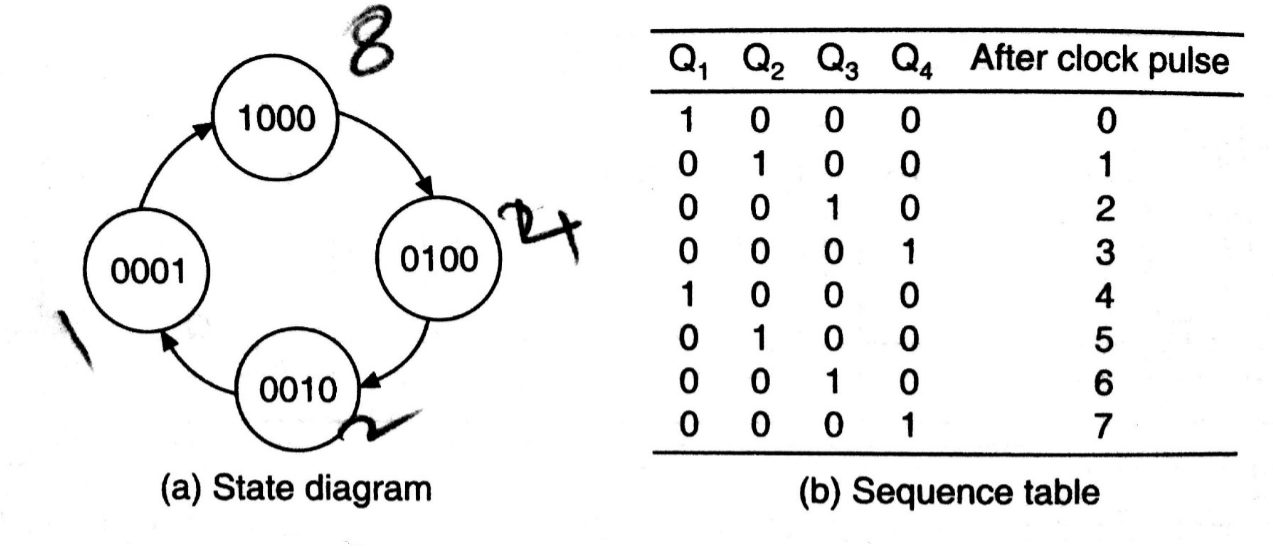 8
1000
0100
4
0001
1
0010
2
(a) State diagram
Q1 Q2 Q3 Q4 After clock pulse
1 0 0 0 0
0 1 0 0 1
0 0 1 0 2
0 0 0 1 3
1 0 0 0 4
0 1 0 0 5
0 0 1 0 6
0 0 0 1 7
(b) Sequence table